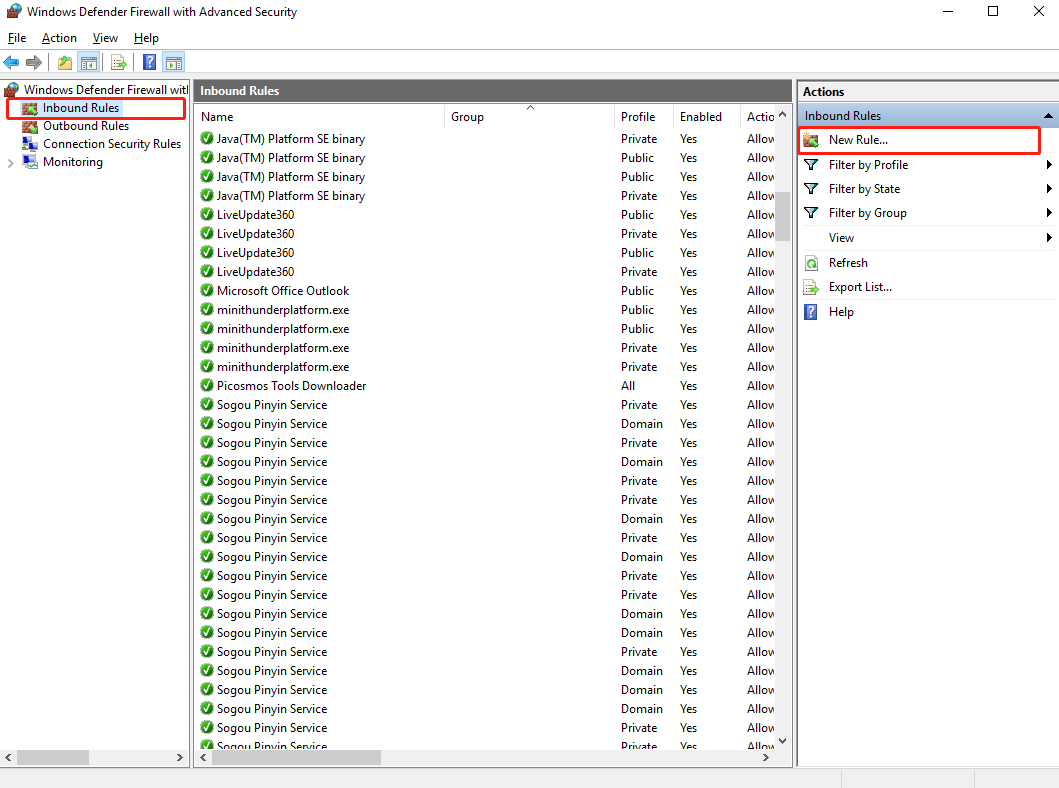 Windows Defender Firewall with Advanced Security
File Action View Help
Windows Defender Firewall with
Inbound Rules
Outbound Rules
Connection Security Rules
Monitoring
Inbound Rules
Name Group Profile Enabled Actio
Java(TM) Platform SE binary Private Yes Allow
Java(TM) Platform SE binary Public Yes Allow
Java(TM) Platform SE binary Public Yes Allow
Java(TM) Platform SE binary Private Yes Allow
LiveUpdate360 Public Yes Allow
LiveUpdate360 Private Yes Allow
LiveUpdate360 Public Yes Allow
LiveUpdate360 Private Yes Allow
Microsoft Office Outlook Public Yes Allow
minithunderplatform.exe Public Yes Allow
minithunderplatform.exe Public Yes Allow
minithunderplatform.exe Private Yes Allow
minithunderplatform.exe Private Yes Allow
Picosmos Tools Downloader All Yes Allow
Sogou Pinyin Service Private Yes Allow
Sogou Pinyin Service Domain Yes Allow
Sogou Pinyin Service Private Yes Allow
Sogou Pinyin Service Domain Yes Allow
Sogou Pinyin Service Private Yes Allow
Sogou Pinyin Service Private Yes Allow
Sogou Pinyin Service Domain Yes Allow
Sogou Pinyin Service Private Yes Allow
Sogou Pinyin Service Domain Yes Allow
Sogou Pinyin Service Private Yes Allow
Sogou Pinyin Service Private Yes Allow
Sogou Pinyin Service Domain Yes Allow
Sogou Pinyin Service Domain Yes Allow
Sogou Pinyin Service Private Yes Allow
Sogou Pinyin Service Domain Yes Allow
Sogou Pinyin Service Domain Yes Allow
Sogou Pinyin Service Domain Yes Allow
Sogou Pinyin Service Private Yes Allow
Sogou Pinyin Service Private Yes Allow
Actions
Inbound Rules
New Rule...
Filter by Profile
Filter by State
Filter by Group
View
Refresh
Export List...
Help